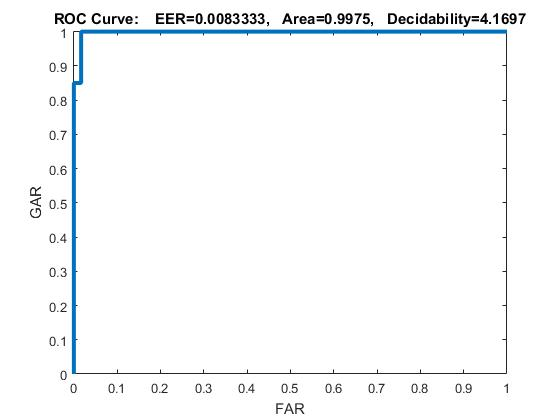 ROC Curve: EER=0.0083333, Area=0.9975, Decidability=4.1697
1
0.9
0.8
0.7
0.6
0.5
0.4
0.3
0.2
0.1
0
GAR
0 0.1 0.2 0.3 0.4 0.5 0.6 0.7 0.8 0.9 1
FAR